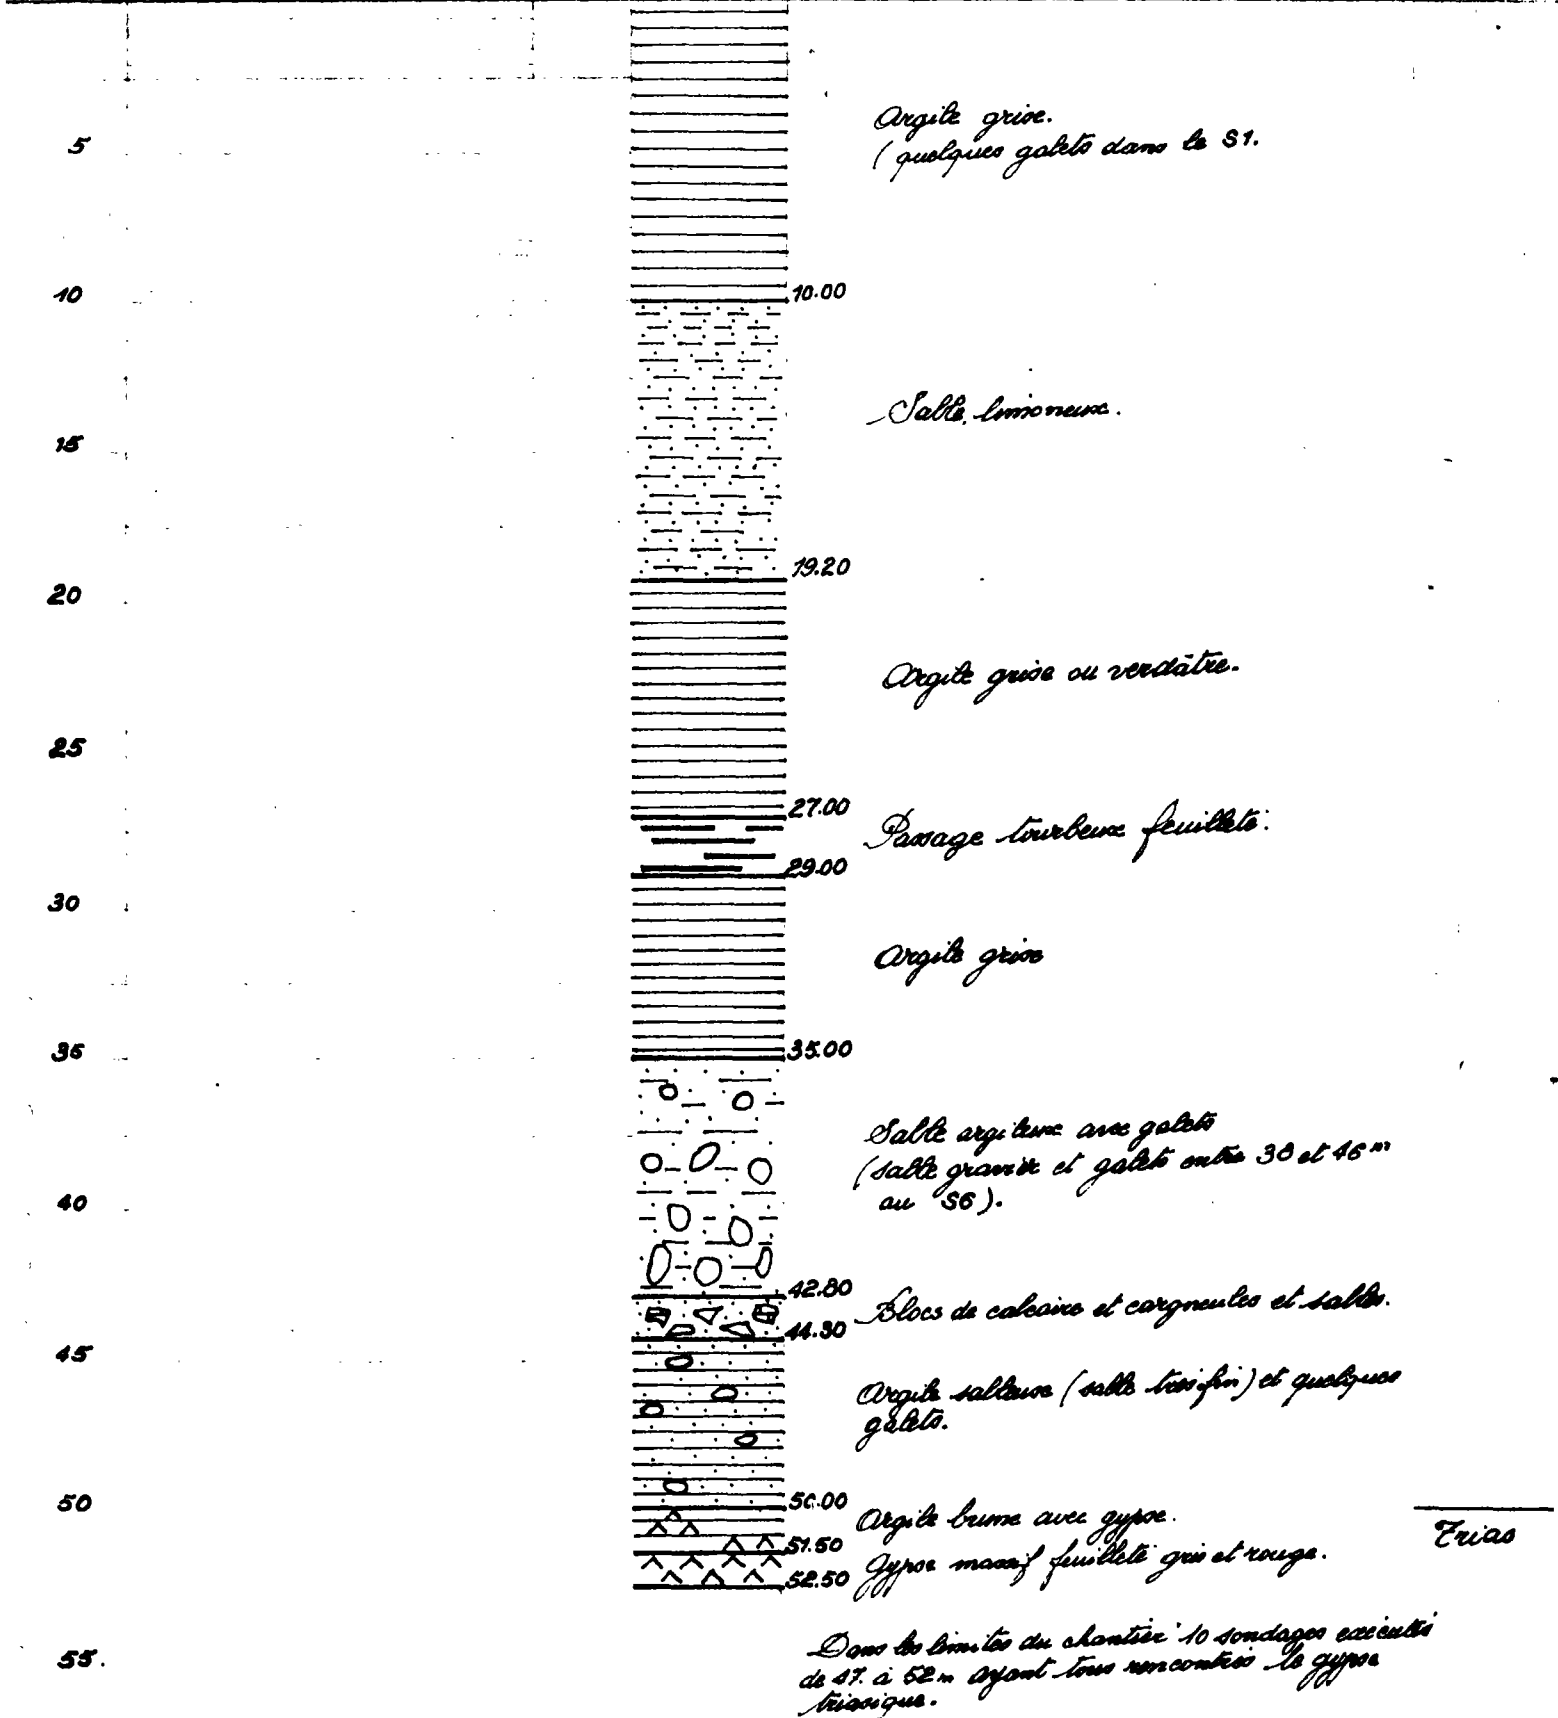 Argile grise.
5
( quelques galets dans le S1.
10
10.00
Sable limoneux.
15
19.20
20
Argile grise ou verdâtre.
25
27.00
Passage tourbeux feuilleté.
29.00
30
Argile grise
35
35.00
Sable argileux avec galets
(sable gravier et galets entre 38 et 46 m
40
au S6).
42.80
Blocs de calcaire et cargneules et sables.
44.30
45
Argile sableuse (sable très fin) et quelques
galets.
50
50.00
Argile brune avec gypse.
51.50
Trias
Gypse massif feuilleté gris et rouge.
52.50
Dans les limites du chantier 10 sondages exécutés
55.
de 47. à 52 m ayant tous rencontrés le gypse
triasique.